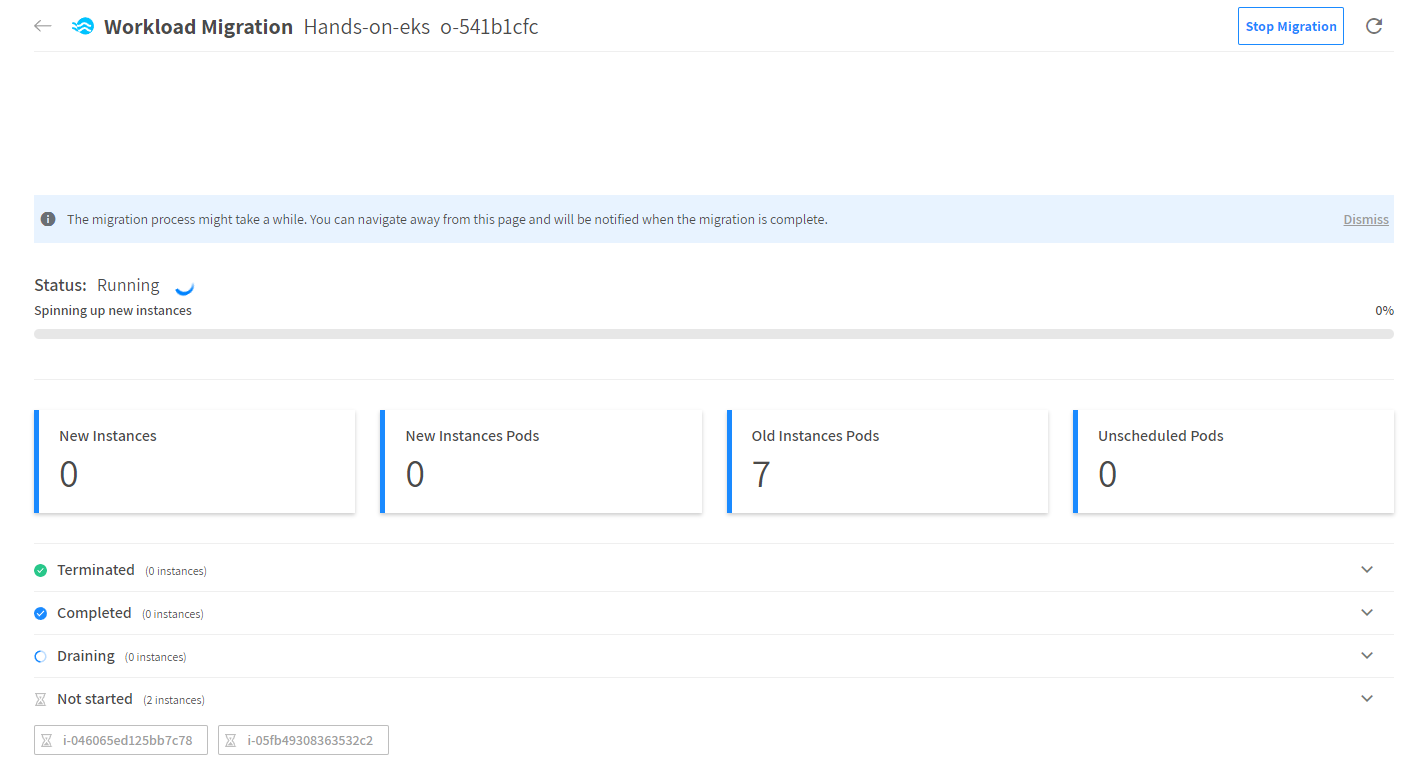 Workload Migration Hands-on-eks o-541b1cfc Stop Migration
The migration process might take a while. You can navigate away from this page and will be notified when the migration is complete. Dismiss
Status: Running
Spinning up new instances 0%
New Instances New Instances Pods Old Instances Pods Unscheduled Pods
0 0 7 0
Terminated (0 instances)
Completed (0 instances)
Draining (0 instances)
Not started (2 instances)
i-046065ed125bb7c78 i-05fb49308363532c2